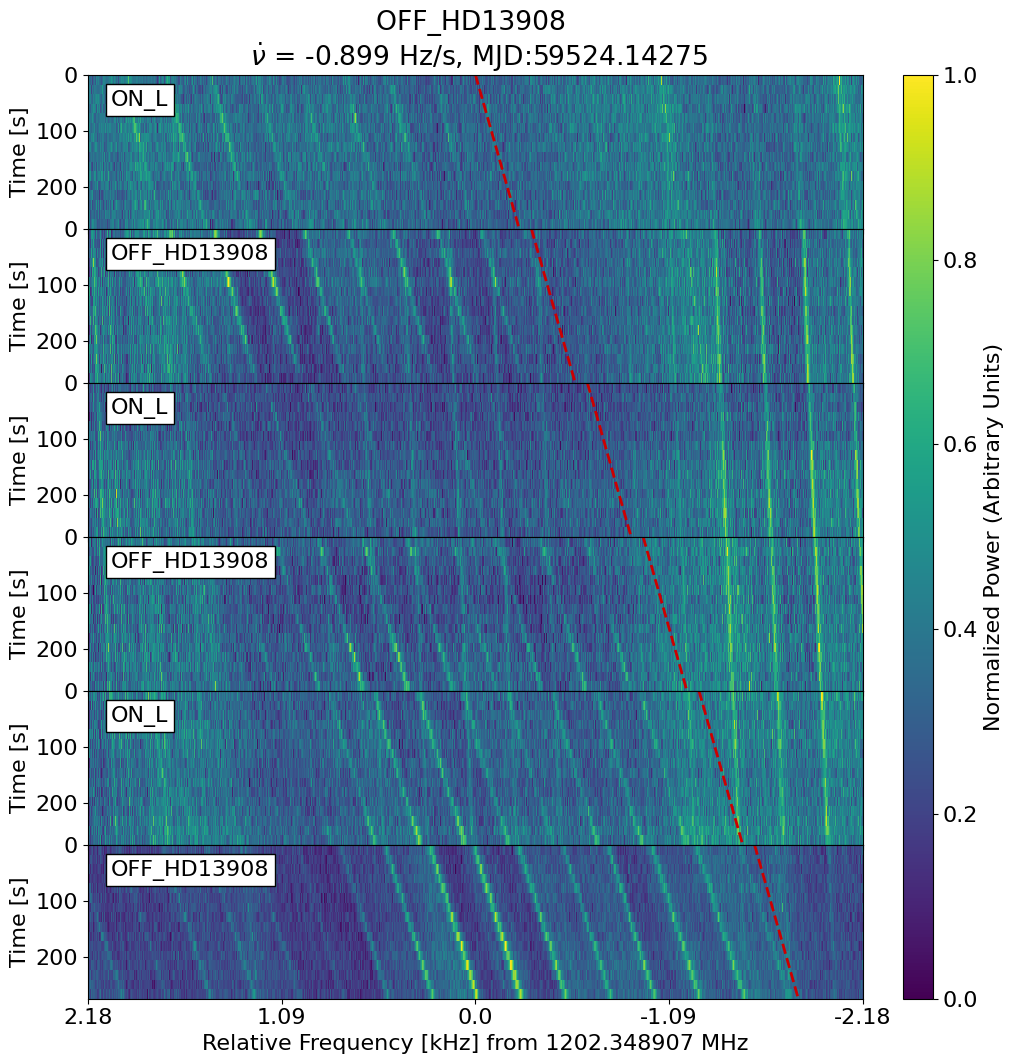 OFF_HD13908
ν̇ = -0.899 Hz/s, MJD:59524.14275
0
ON_L
100
200
Time [s]
0
OFF_HD13908
100
200
Time [s]
0
ON_L
100
200
Time [s]
0
OFF_HD13908
100
200
Time [s]
0
ON_L
100
200
Time [s]
0
OFF_HD13908
100
200
Time [s]
2.18 1.09 0.0 -1.09 -2.18
Relative Frequency [kHz] from 1202.348907 MHz
1.0
0.8
0.6
0.4
0.2
0.0
Normalized Power (Arbitrary Units)